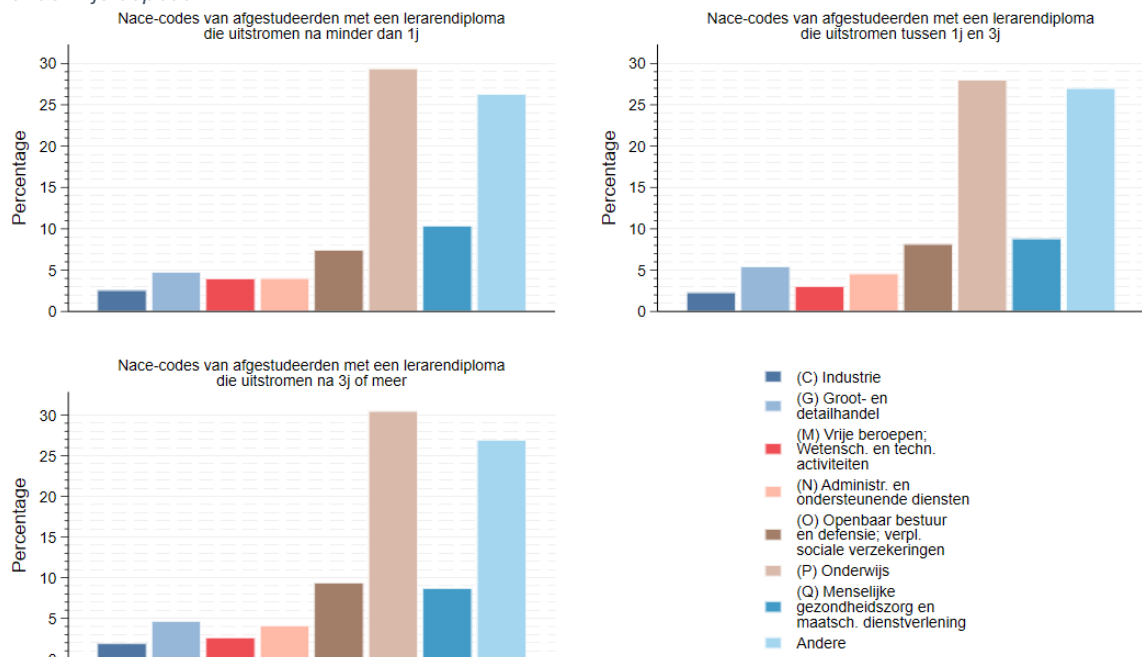 Nace-codes van afgestudeerden met een lerarendiploma
die uitstromen na minder dan 1j
30
25
20
15
10
5
0
Percentage
Nace-codes van afgestudeerden met een lerarendiploma
die uitstromen tussen 1j en 3j
30
25
20
15
10
5
0
Percentage
Nace-codes van afgestudeerden met een lerarendiploma
die uitstromen na 3j of meer
30
25
20
15
10
5
Percentage
(C) Industrie
(G) Groot- en
detailhandel
(M) Vrije beroepen;
Wetensch. en techn.
activiteiten
(N) Administr. en
ondersteunende diensten
(O) Openbaar bestuur
en defensie; verpl.
sociale verzekeringen
(P) Onderwijs
(Q) Menselijke
gezondheidszorg en
maatsch. dienstverlening
Andere